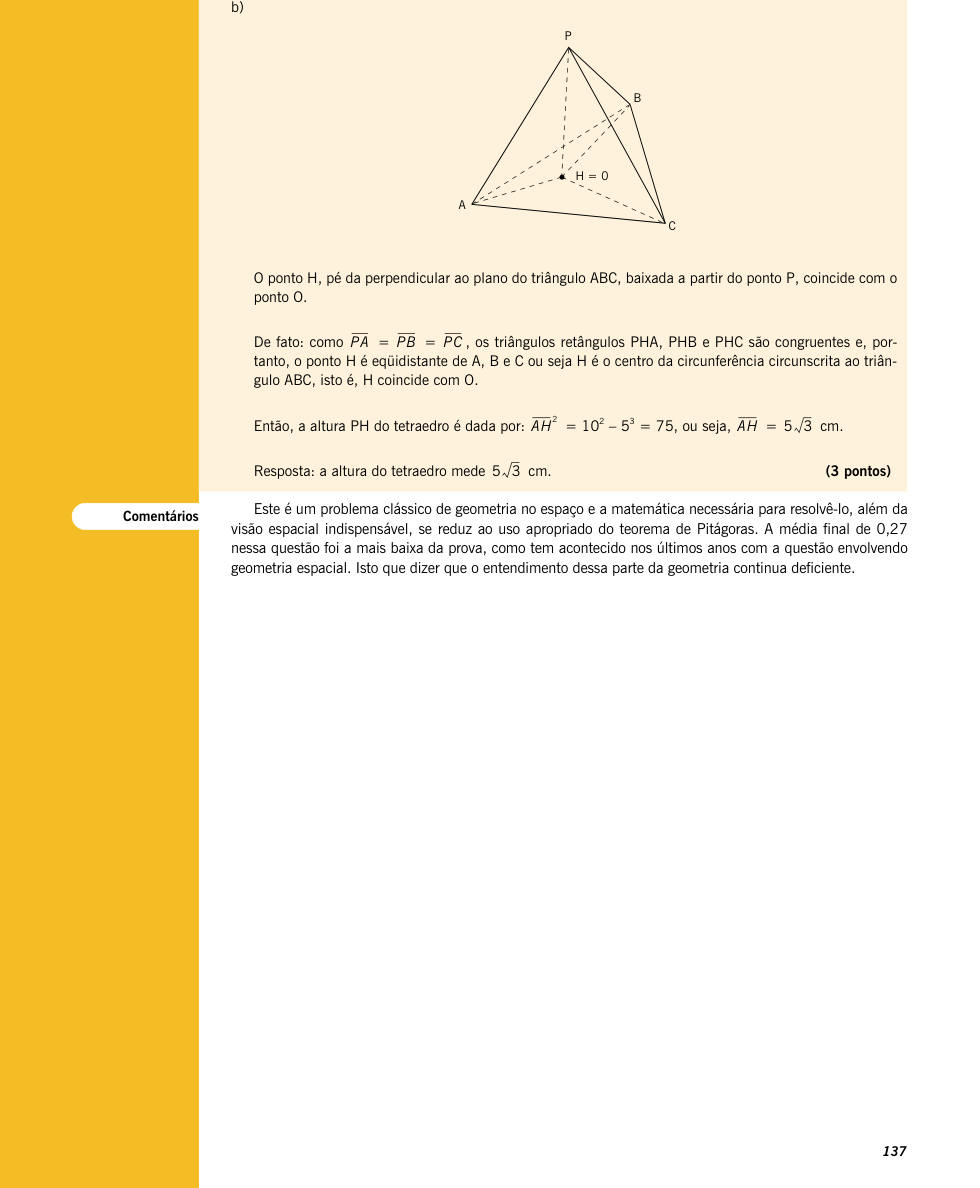 b)
P
B
H = 0
A
C
O ponto H, pé da perpendicular ao plano do triângulo ABC, baixada a partir do ponto P, coincide com o
ponto O.
De fato: como PA = PB = PC , os triângulos retângulos PHA, PHB e PHC são congruentes e, por-
tanto, o ponto H é eqüidistante de A, B e C ou seja H é o centro da circunferência circunscrita ao triân-
gulo ABC, isto é, H coincide com O.
Então, a altura PH do tetraedro é dada por: AH² = 10² – 5³ = 75, ou seja, AH = 5√3 cm.
Resposta: a altura do tetraedro mede 5√3 cm. (3 pontos)
Comentários
Este é um problema clássico de geometria no espaço e a matemática necessária para resolvê-lo, além da
visão espacial indispensável, se reduz ao uso apropriado do teorema de Pitágoras. A média final de 0,27
nessa questão foi a mais baixa da prova, como tem acontecido nos últimos anos com a questão envolvendo
geometria espacial. Isto que dizer que o entendimento dessa parte da geometria continua deficiente.
137